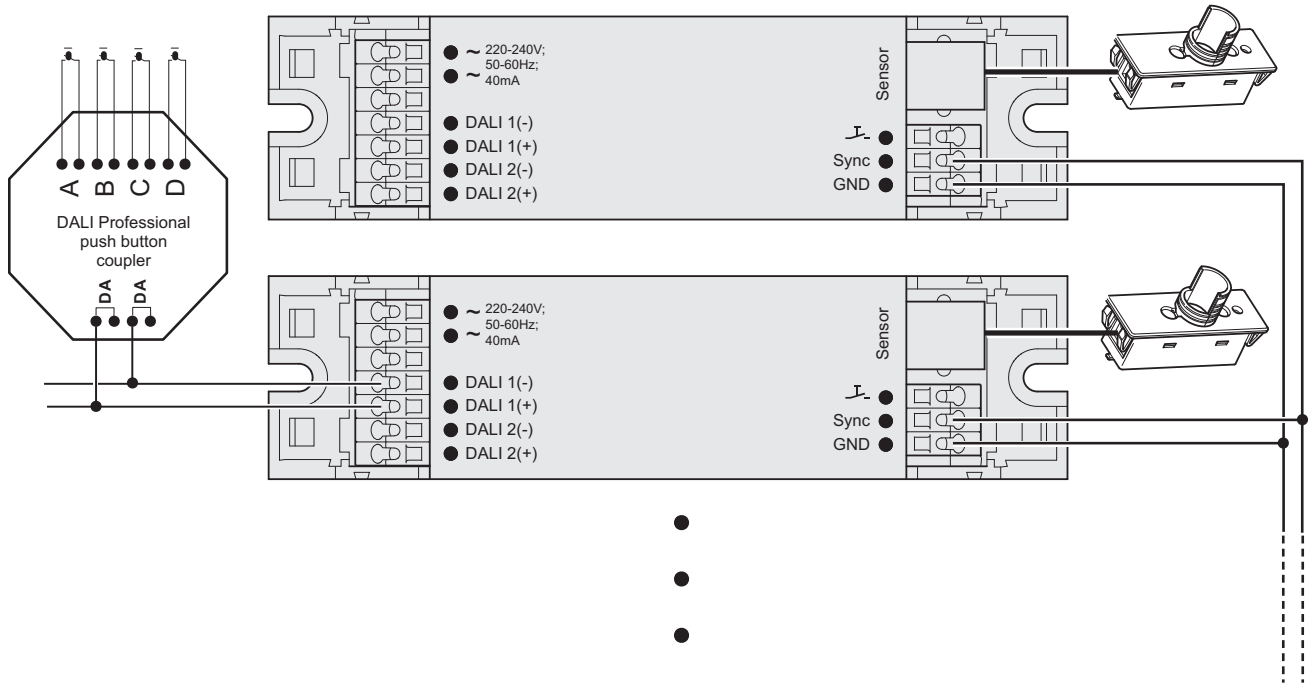 A B C D
DALI Professional
push button
coupler
DA DA
~ 220-240V;
50-60Hz;
~ 40mA
DALI 1(-)
DALI 1(+)
DALI 2(-)
DALI 2(+)
Sensor
Sync
GND
~ 220-240V;
50-60Hz;
~ 40mA
DALI 1(-)
DALI 1(+)
DALI 2(-)
DALI 2(+)
Sensor
Sync
GND